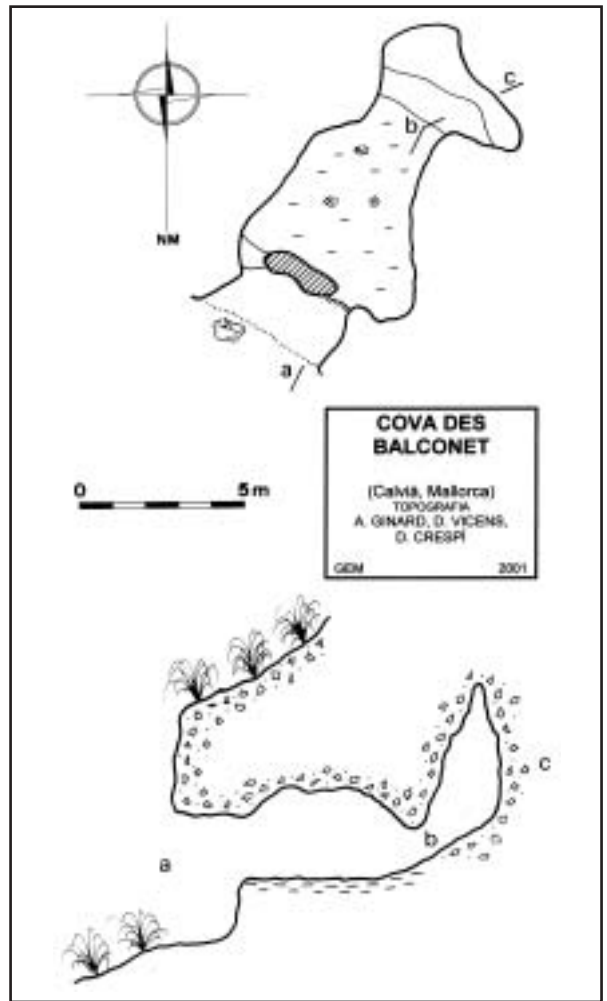 NM
c
b
a
COVA DES
BALCONET
(Calvià, Mallorca)
TOPOGRAFIA
A. GINARD, D. VICENS,
D. CRESPÍ
GEM 2001
0 5 m
c
b
a